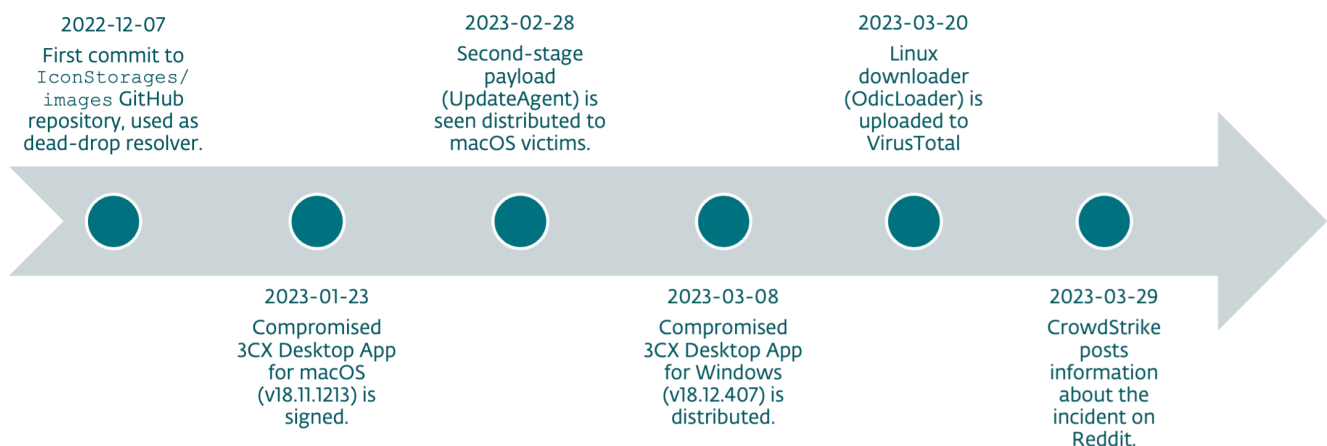 2022-12-07
First commit to
IconStorages/
images GitHub
repository, used as
dead-drop resolver.
2023-01-23
Compromised
3CX Desktop App
for macOS
(v18.11.1213) is
signed.
2023-02-28
Second-stage
payload
(UpdateAgent) is
seen distributed to
macOS victims.
2023-03-08
Compromised
3CX Desktop App
for Windows
(v18.12.407) is
distributed.
2023-03-20
Linux
downloader
(OdicLoader) is
uploaded to
VirusTotal
2023-03-29
CrowdStrike
posts
information
about the
incident on
Reddit.